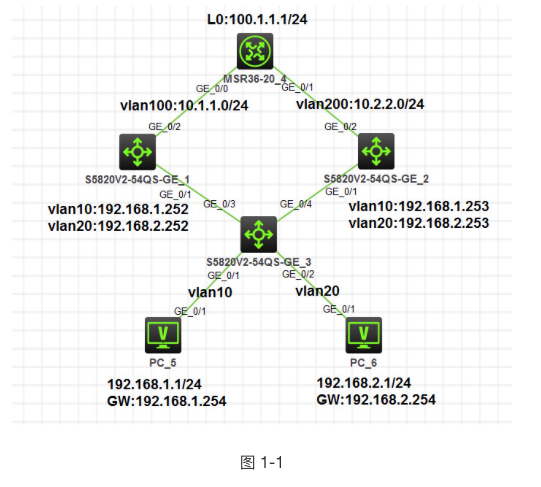 L0:100.1.1.1/24
MSR36-20_4
GE_0/0
GE_0/1
vlan100:10.1.1.0/24
vlan200:10.2.2.0/24
GE_0/2
GE_0/2
S5820V2-54QS-GE_1
S5820V2-54QS-GE_2
GE_0/1
GE_0/1
vlan10:192.168.1.252
vlan20:192.168.2.252
GE_0/3
GE_0/4
vlan10:192.168.1.253
vlan20:192.168.2.253
S5820V2-54QS-GE_3
GE_0/1
GE_0/2
vlan10
vlan20
GE_0/1
GE_0/1
PC_5
PC_6
192.168.1.1/24
GW:192.168.1.254
192.168.2.1/24
GW:192.168.2.254
图 1-1